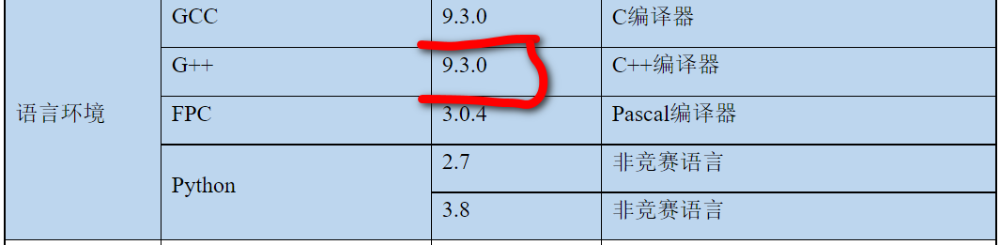 GCC 9.3.0 C编译器
G++ 9.3.0 C++编译器
语言环境 FPC 3.0.4 Pascal编译器
Python 2.7 非竞赛语言
3.8 非竞赛语言